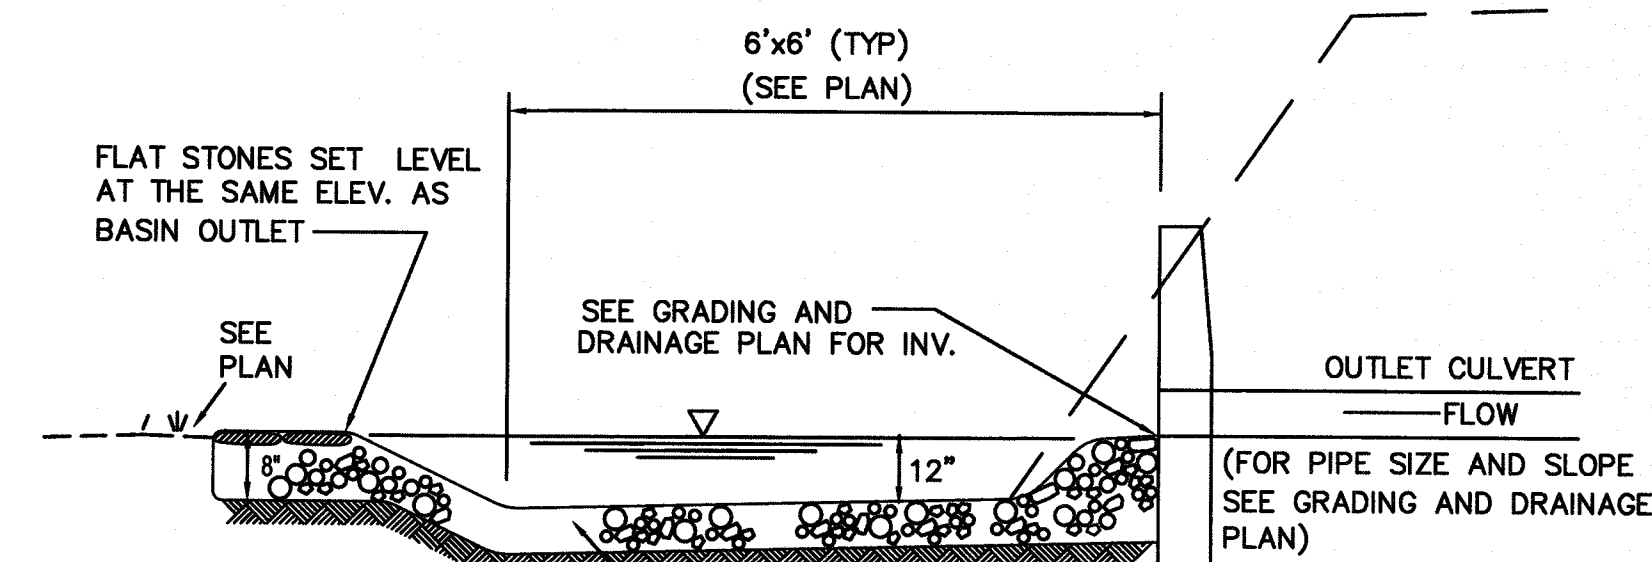 6'x6' (TYP)
(SEE PLAN)
FLAT STONES SET LEVEL
AT THE SAME ELEV. AS
BASIN OUTLET
SEE
PLAN
SEE GRADING AND
DRAINAGE PLAN FOR INV.
OUTLET CULVERT
FLOW
8"
12"
(FOR PIPE SIZE AND SLOPE
SEE GRADING AND DRAINAGE
PLAN)